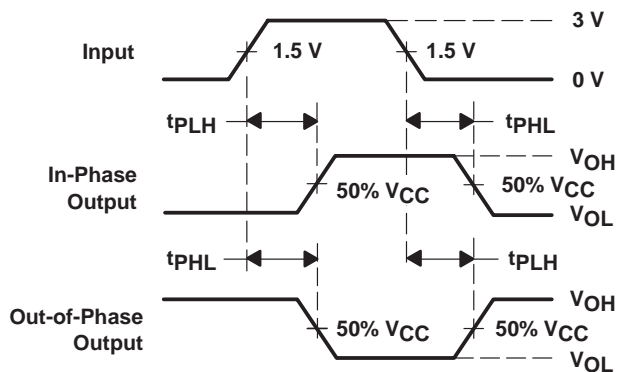 3 V
Input
1.5 V
1.5 V
0 V
tPLH
tPHL
In-Phase
Output
VOH
50% VCC
50% VCC
VOL
tPHL
tPLH
Out-of-Phase
Output
VOH
50% VCC
50% VCC
VOL